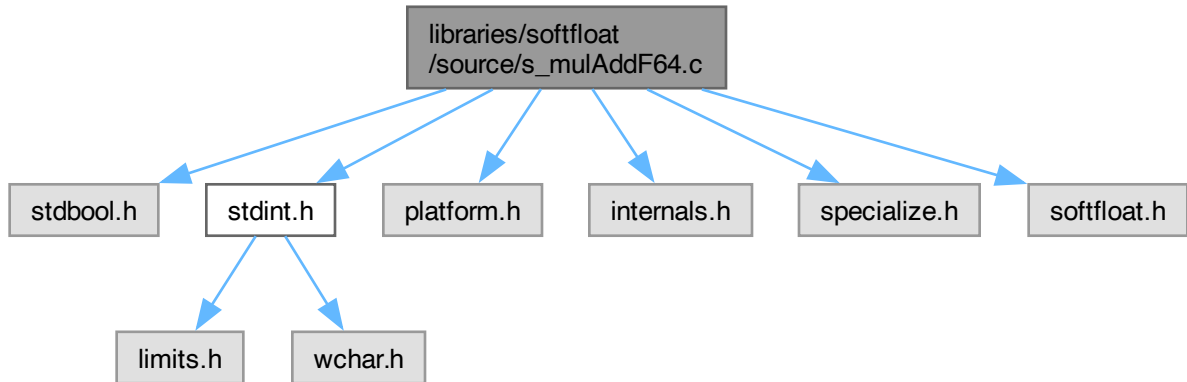 libraries/softfloat
/source/s_mulAddF64.c
stdbool.h
stdint.h
platform.h
internals.h
specialize.h
softfloat.h
limits.h
wchar.h